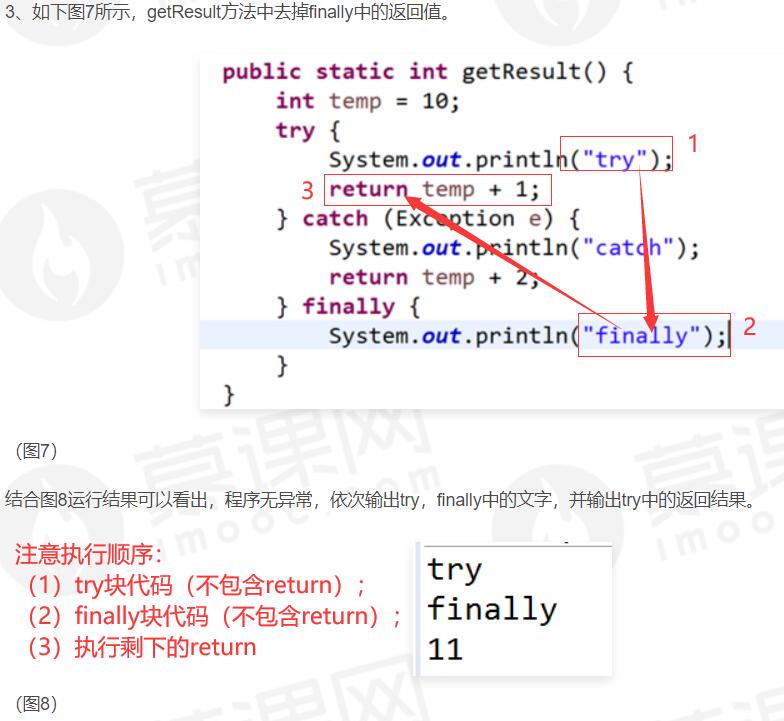 3、如下图7所示，getResult方法中去掉finally中的返回值。
public static int getResult() {
int temp = 10;
try {
System.out.println("try");
1
3
return temp + 1;
} catch (Exception e) {
System.out.println("catch");
return temp + 2;
} finally {
System.out.println("finally");
2
}
}
（图7）
结合图8运行结果可以看出，程序无异常，依次输出try，finally中的文字，并输出try中的返回结果。
注意执行顺序：
（1）try块代码（不包含return）；
（2）finally块代码（不包含return）；
（3）执行剩下的return
try
finally
11
（图8）
慕课网
imooc.com